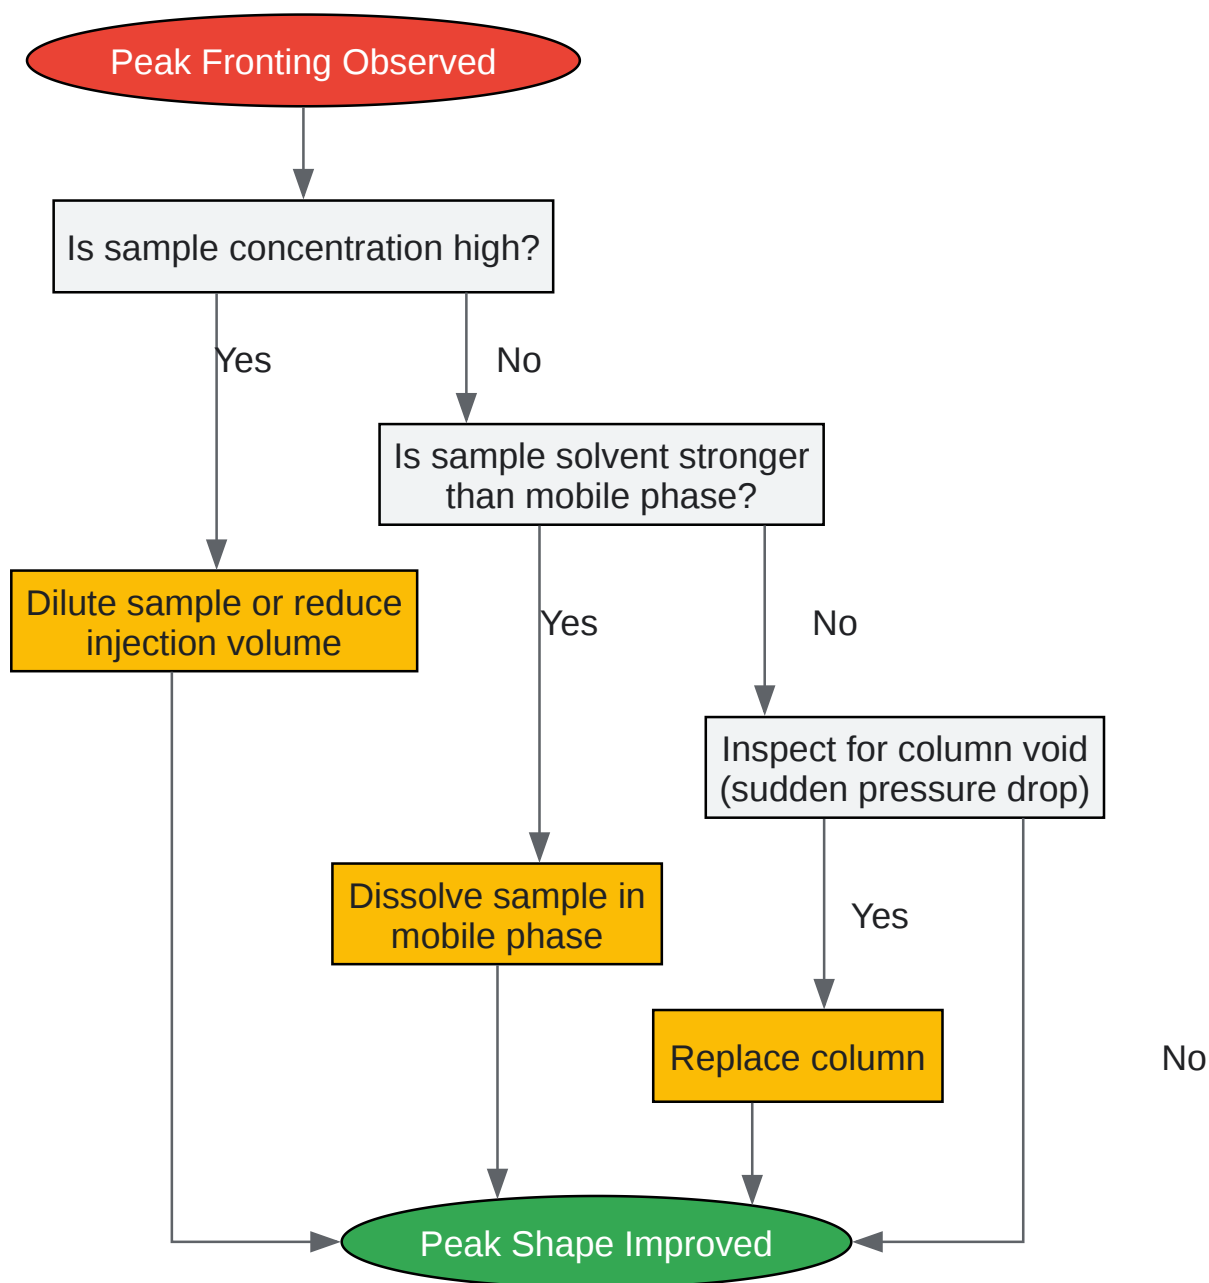 Peak Fronting Observed
Is sample concentration high?
Yes
No
Is sample solvent stronger
than mobile phase?
Dilute sample or reduce
injection volume
Yes
No
Inspect for column void
(sudden pressure drop)
Dissolve sample in
mobile phase
Yes
Replace column
No
Peak Shape Improved